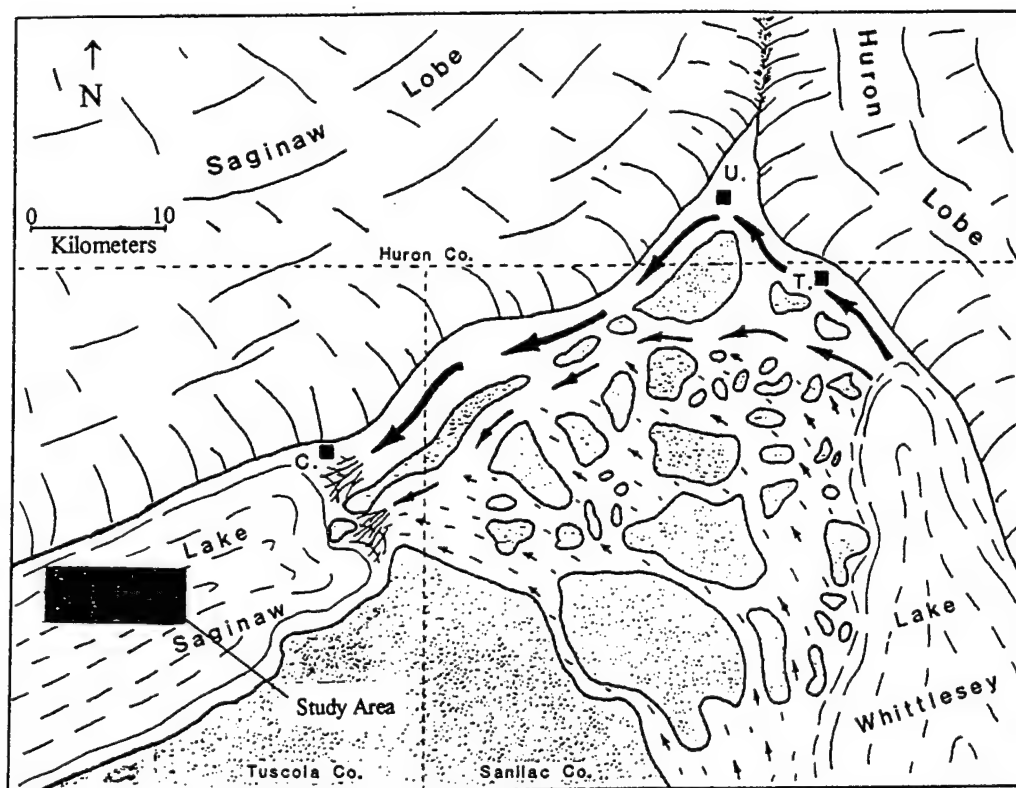 N
Saginaw Lobe
Huron Lobe
0 10
Kilometers
U.
Huron Co.
T.
C.
Lake Saginaw
Study Area
Lake Whittlesey
Tuscola Co.
Sanilac Co.